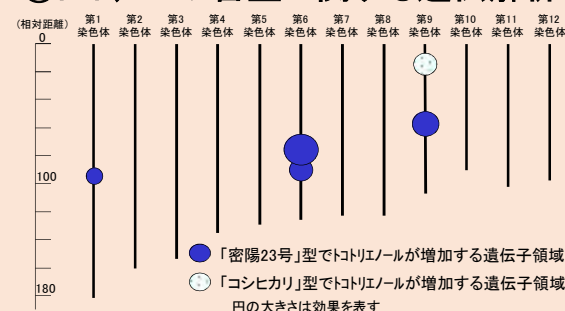 (相対距離)
第1染色体 第2染色体 第3染色体 第4染色体 第5染色体 第6染色体 第7染色体 第8染色体 第9染色体 第10染色体 第11染色体 第12染色体
0
100
180
「密陽23号」型でトコトリエノールが増加する遺伝子領域
「コシヒカリ」型でトコトリエノールが増加する遺伝子領域
円の大きさは効果を表す